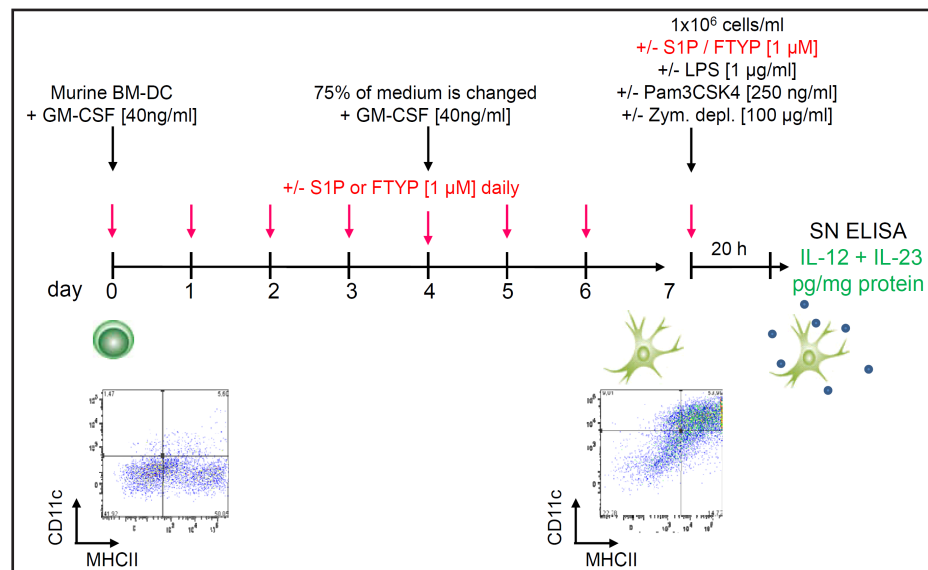 1x10⁶ cells/ml
+/- S1P / FTYP [1 µM]
+/- LPS [1 µg/ml]
+/- Pam3CSK4 [250 ng/ml]
+/- Zym. depl. [100 µg/ml]
Murine BM-DC
+ GM-CSF [40ng/ml]
75% of medium is changed
+ GM-CSF [40ng/ml]
+/- S1P or FTYP [1 µM] daily
20 h
SN ELISA
IL-12 + IL-23
pg/mg protein
day 0 1 2 3 4 5 6 7
1.47
CD11c
MHCII
CD11c
MHCII